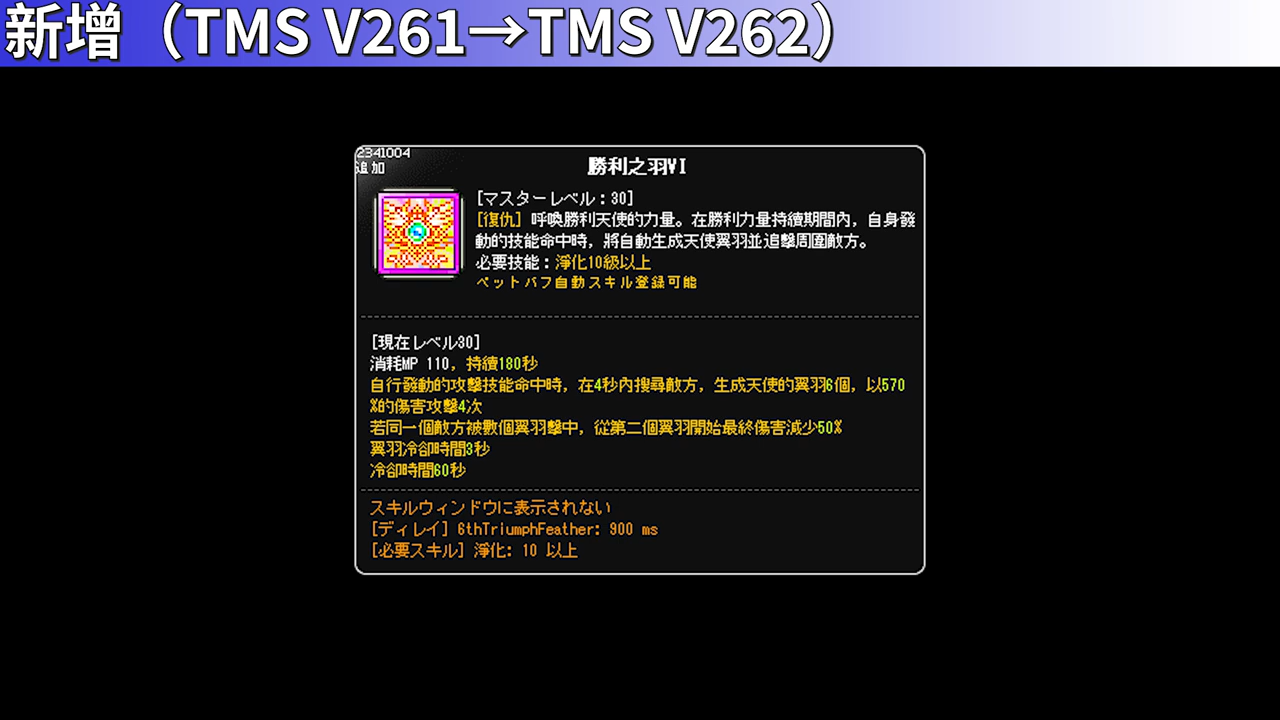 新增（TMS V261→TMS V262）
2341004
追加
勝利之羽VI
[マスターレベル：30]
[復仇] 呼喚勝利天使的力量。在勝利力量持續期間內，自身發
動的技能命中時，將自動生成天使翼羽並追擊周圍敵方。
必要技能：淨化10級以上
ペットバフ自動スキル登録可能
[現在レベル30]
消耗MP 110，持續180秒
自行發動的攻擊技能命中時，在4秒內搜尋敵方，生成天使的翼羽6個，以570
%的傷害攻擊4次
若同一個敵方被數個翼羽擊中，從第二個翼羽開始最終傷害減少50%
翼羽冷卻時間3秒
冷卻時間60秒
スキルウィンドウに表示されない
[ディレイ] 6thTriumphFeather: 900 ms
[必要スキル] 淨化: 10 以上